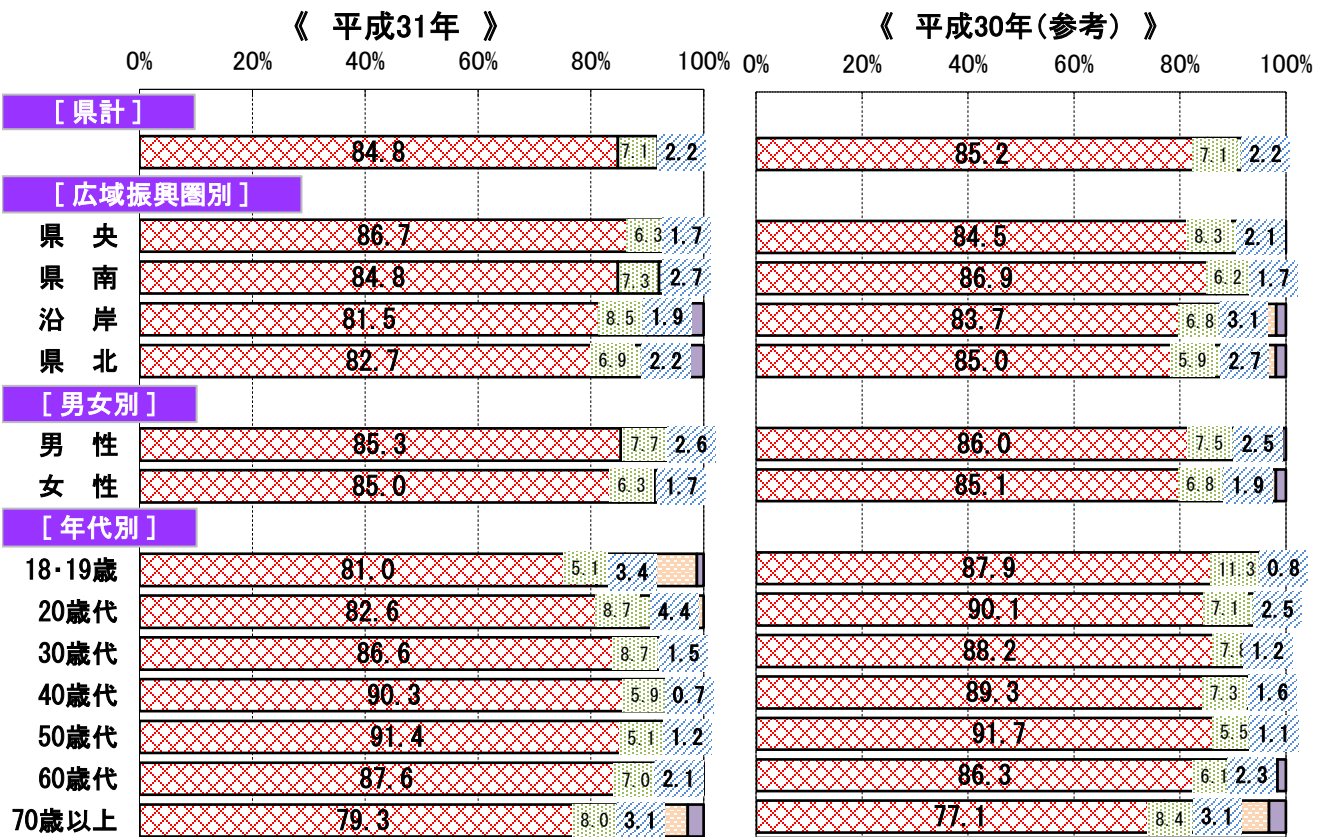 《 平成31年 》 《 平成30年(参考) 》
0% 20% 40% 60% 80% 100% 0% 20% 40% 60% 80% 100%
[ 県計 ]
84.8 7.1 2.2 85.2 7.1 2.2
[ 広域振興圏別 ]
県 央 86.7 6.3 1.7 84.5 8.3 2.1
県 南 84.8 7.3 2.7 86.9 6.2 1.7
沿 岸 81.5 8.5 1.9 83.7 6.8 3.1
県 北 82.7 6.9 2.2 85.0 5.9 2.7
[ 男女別 ]
男 性 85.3 7.7 2.6 86.0 7.5 2.5
女 性 85.0 6.3 1.7 85.1 6.8 1.9
[ 年代別 ]
18・19歳 81.0 5.1 3.4 87.9 11.3 0.8
20歳代 82.6 8.7 4.4 90.1 7.1 2.5
30歳代 86.6 8.7 1.5 88.2 1.2
40歳代 90.3 5.9 0.7 89.3 7.3 1.6
50歳代 91.4 5.1 1.2 91.7 5.5 1.1
60歳代 87.6 7.0 2.1 86.3 6.1 2.3
70歳以上 79.3 8.0 3.1 77.1 8.4 3.1